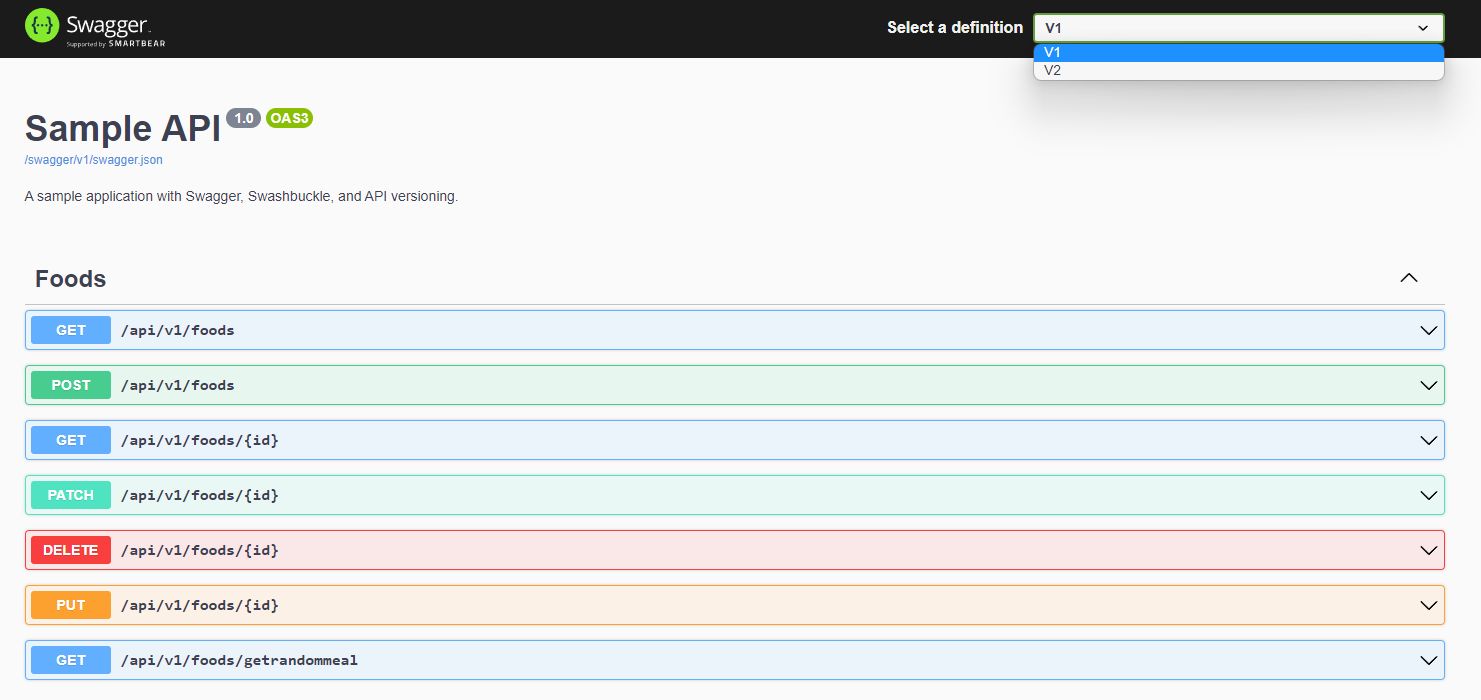 Swagger
Supported by SMARTBEAR
Select a definition
V1
V1
V2
Sample API 1.0 OAS3
/swagger/v1/swagger.json
A sample application with Swagger, Swashbuckle, and API versioning.
Foods
GET /api/v1/foods
POST /api/v1/foods
GET /api/v1/foods/{id}
PATCH /api/v1/foods/{id}
DELETE /api/v1/foods/{id}
PUT /api/v1/foods/{id}
GET /api/v1/foods/getrandommeal